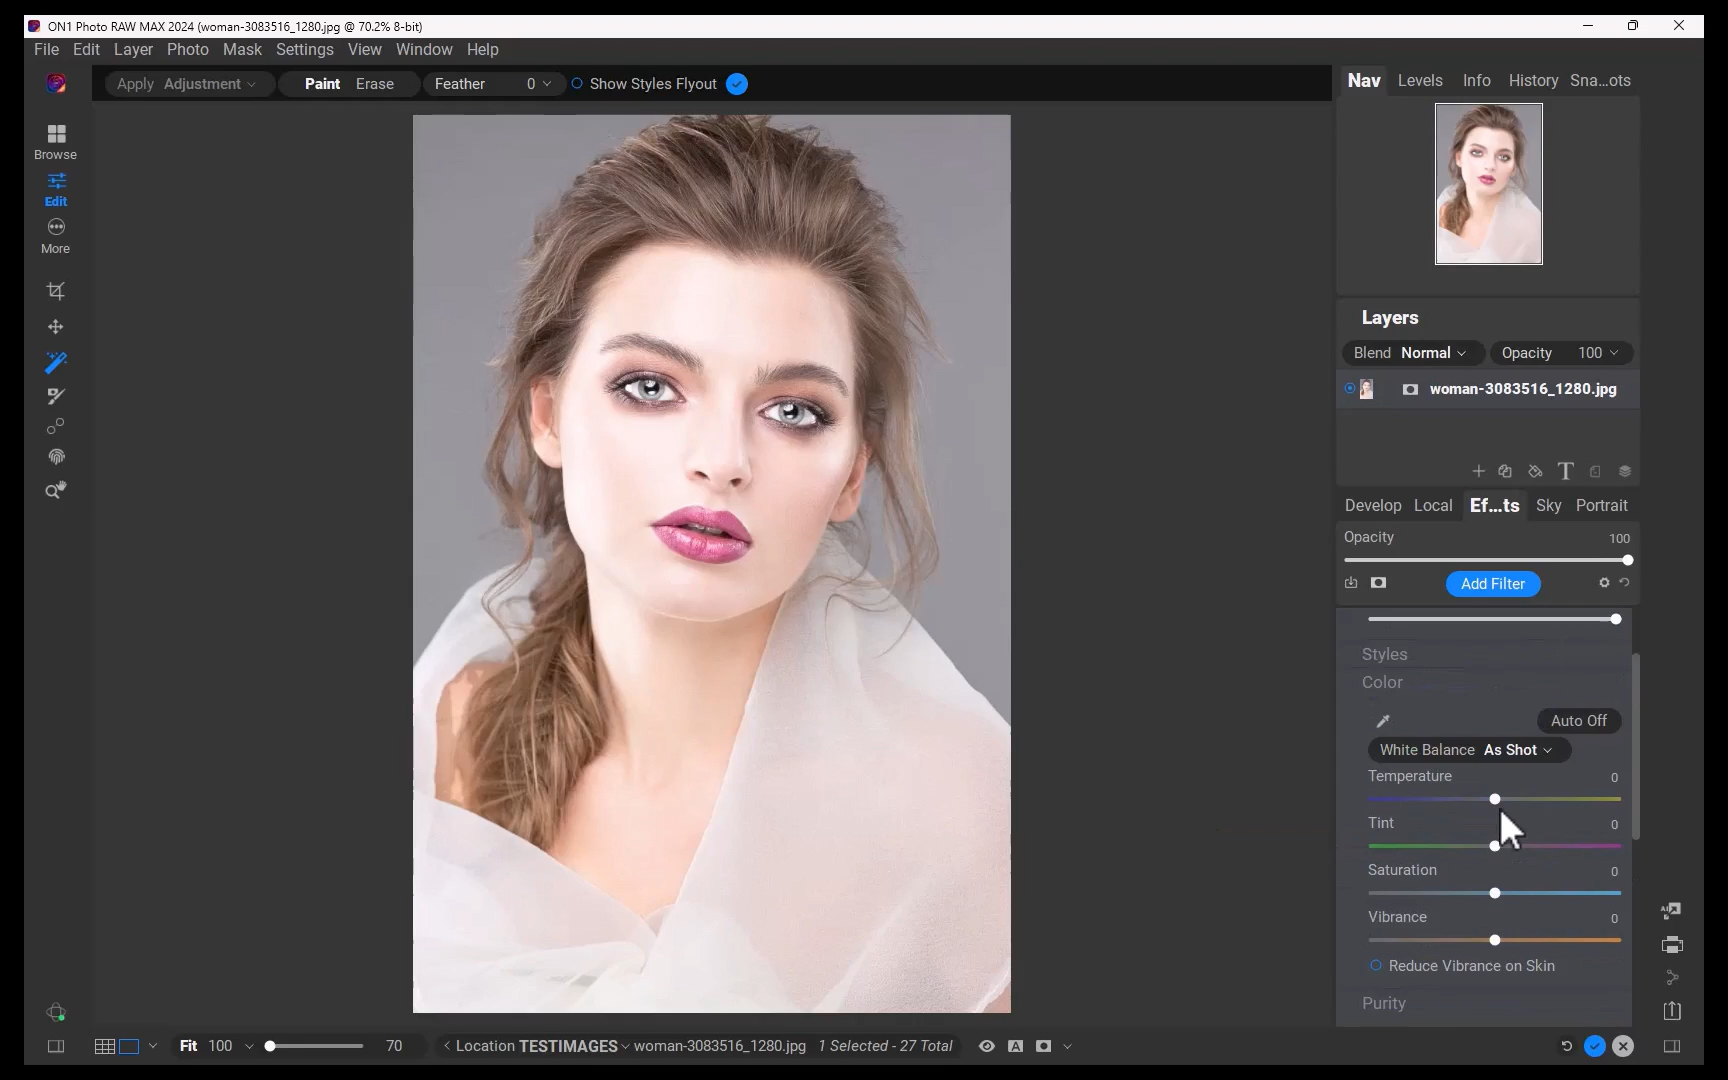 ON1 Photo RAW MAX 2024 (woman-3083516_1280.jpg @ 70.2% 8-bit)
File Edit Layer Photo Mask Settings View Window Help
Apply Adjustment Paint Erase Feather 0 Show Styles Flyout
Nav Levels Info History Sna...ots
Browse
Edit
More
Layers
Blend Normal Opacity 100
woman-3083516_1280.jpg
T
Develop Local Ef...ts Sky Portrait
Opacity 100
Add Filter
Styles
Color
Auto Off
White Balance As Shot
Temperature 0
Tint 0
Saturation 0
Vibrance 0
Reduce Vibrance on Skin
Purity
AI
Fit 100 70 < Location TESTIMAGES woman-3083516_1280.jpg 1 Selected - 27 Total A